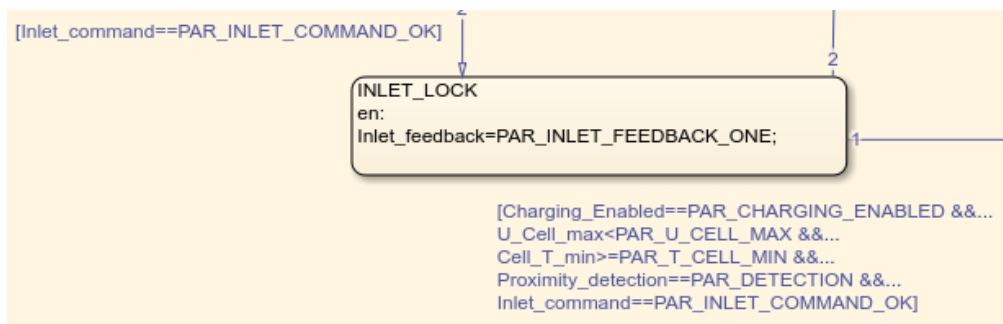 2
[Inlet_command==PAR_INLET_COMMAND_OK]
2
INLET_LOCK
en:
Inlet_feedback=PAR_INLET_FEEDBACK_ONE;
1
[Charging_Enabled==PAR_CHARGING_ENABLED &&...
U_Cell_max<PAR_U_CELL_MAX &&...
Cell_T_min>=PAR_T_CELL_MIN &&...
Proximity_detection==PAR_DETECTION &&...
Inlet_command==PAR_INLET_COMMAND_OK]